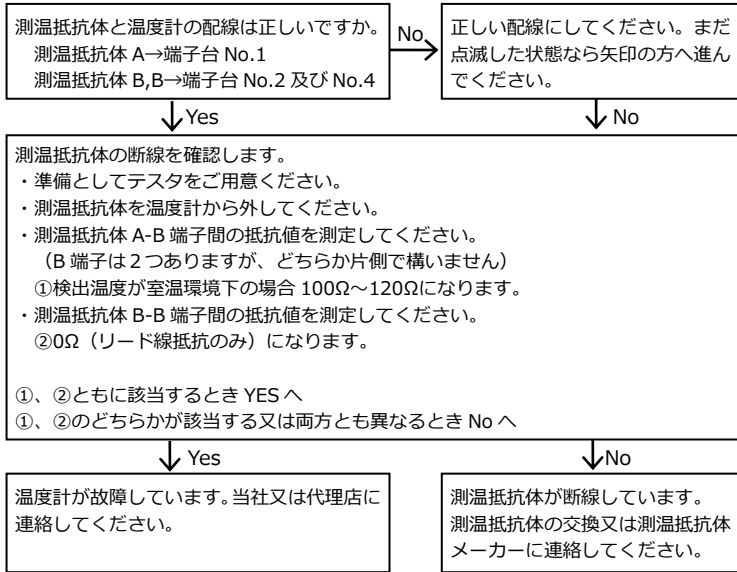 測温抵抗体と温度計の配線は正しいですか。
測温抵抗体 A→端子台 No.1
測温抵抗体 B,B→端子台 No.2 及び No.4
No
正しい配線にしてください。まだ
点滅した状態なら矢印の方へ進ん
でください。
Yes
No
測温抵抗体の断線を確認します。
・準備としてテスタをご用意ください。
・測温抵抗体を温度計から外してください。
・測温抵抗体 A-B 端子間の抵抗値を測定してください。
（B 端子は２つありますが、どちらか片側で構いません）
①検出温度が室温環境下の場合 100Ω～120Ωになります。
・測温抵抗体 B-B 端子間の抵抗値を測定してください。
②0Ω（リード線抵抗のみ）になります。
①、②ともに該当するとき YES へ
①、②のどちらかが該当する又は両方とも異なるとき No へ
Yes
No
温度計が故障しています。当社又は代理店に
連絡してください。
測温抵抗体が断線しています。
測温抵抗体の交換又は測温抵抗体
メーカーに連絡してください。